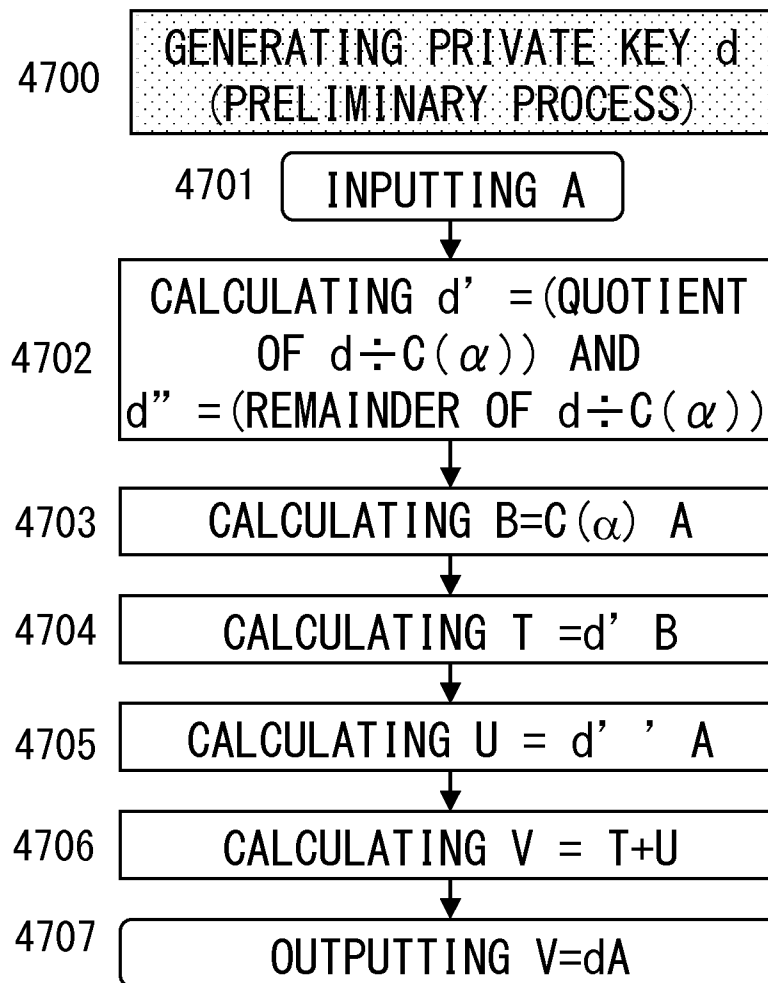 4700
GENERATING PRIVATE KEY d
(PRELIMINARY PROCESS)
4701
INPUTTING A
4702
CALCULATING d' =(QUOTIENT
OF d÷C(α)) AND
d" =(REMAINDER OF d÷C(α))
4703
CALCULATING B=C(α) A
4704
CALCULATING T =d' B
4705
CALCULATING U = d' ' A
4706
CALCULATING V = T+U
4707
OUTPUTTING V=dA